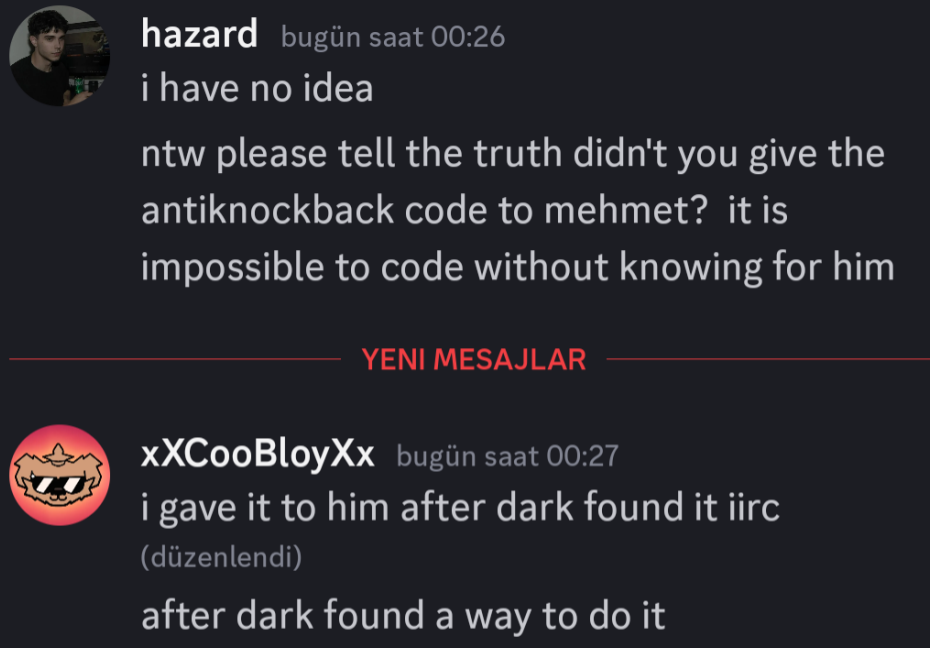 hazard bugün saat 00:26
i have no idea
ntw please tell the truth didn't you give the
antiknockback code to mehmet?  it is
impossible to code without knowing for him
YENI MESAJLAR
xXCooBloyXx bugün saat 00:27
i gave it to him after dark found it iirc
(düzenlendi)
after dark found a way to do it